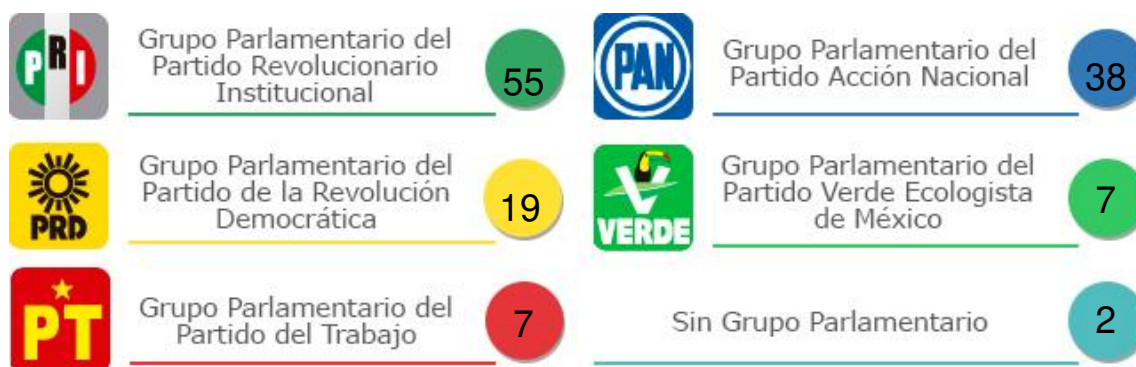 PRI
Grupo Parlamentario del
Partido Revolucionario
Institucional
55
PAN
Grupo Parlamentario del
Partido Acción Nacional
38
PRD
Grupo Parlamentario del
Partido de la Revolución
Democrática
19
VERDE
Grupo Parlamentario del
Partido Verde Ecologista
de México
7
PT
Grupo Parlamentario del
Partido del Trabajo
7
Sin Grupo Parlamentario
2